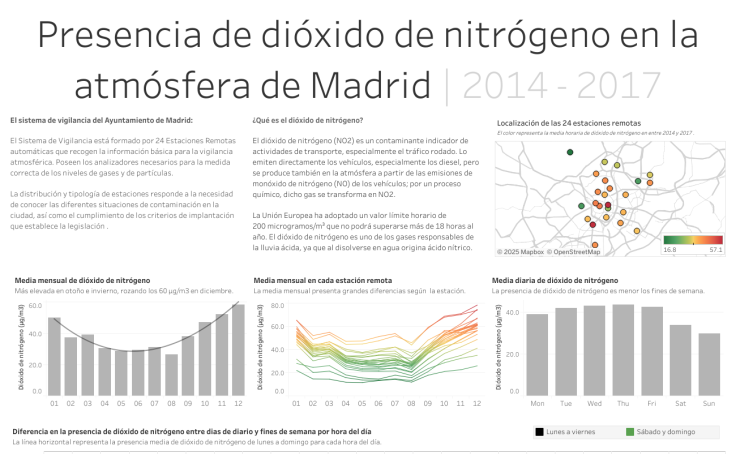 Presencia de dióxido de nitrógeno en la
atmósfera de Madrid | 2014 - 2017
El sistema de vigilancia del Ayuntamiento de Madrid:
El Sistema de Vigilancia está formado por 24 Estaciones Remotas
automáticas que recogen la información básica para la vigilancia
atmosférica. Poseen los analizadores necesarios para la medida
correcta de los niveles de gases y de partículas.
La distribución y tipología de estaciones responde a la necesidad
de conocer las diferentes situaciones de contaminación en la
ciudad, así como el cumplimiento de los criterios de implantación
que establece la legislación .
¿Qué es el dióxido de nitrógeno?
El dióxido de nitrógeno (NO2) es un contaminante indicador de
actividades de transporte, especialmente el tráfico rodado. Lo
emiten directamente los vehículos, especialmente los diesel, pero
se produce también en la atmósfera a partir de las emisiones de
monóxido de nitrógeno (NO) de los vehículos; por un proceso
químico, dicho gas se transforma en NO2.
La Unión Europea ha adoptado un valor límite horario de
200 microgramos/m³ que no podrá superarse más de 18 horas al
año. El dióxido de nitrógeno es uno de los gases responsables de
la lluvia ácida, ya que al disolverse en agua origina ácido nítrico.
Localización de las 24 estaciones remotas
El color representa la media horaria de dióxido de nitrógeno en entre 2014 y 2017 .
© 2025 Mapbox © OpenStreetMap
16.8 57.1
Media mensual de dióxido de nitrógeno
Más elevada en otoño e invierno, rozando los 60 µg/m3 en diciembre.
Dióxido de nitrógeno (µg/m3)
60.0
40.0
20.0
0.0
01 02 03 04 05 06 07 08 09 10 11 12
Media mensual en cada estación remota
La media mensual presenta grandes diferencias según la estación.
Dióxido de nitrógeno (µg/m3)
80.0
60.0
40.0
20.0
0.0
01 02 03 04 05 06 07 08 09 10 11 12
Media diaria de dióxido de nitrógeno
La presencia de dióxido de nitrógeno es menor los fines de semana.
Dióxido de nitrógeno (µg/m3)
40.0
20.0
0.0
Mon Tue Wed Thu Fri Sat Sun
Diferencia en la presencia de dióxido de nitrógeno entre dias de diario y fines de semana por hora del día
La línea horizontal representa la presencia media de dióxido de nitrógeno de lunes a domingo para cada hora del día.
Lunes a viernes
Sábado y domingo